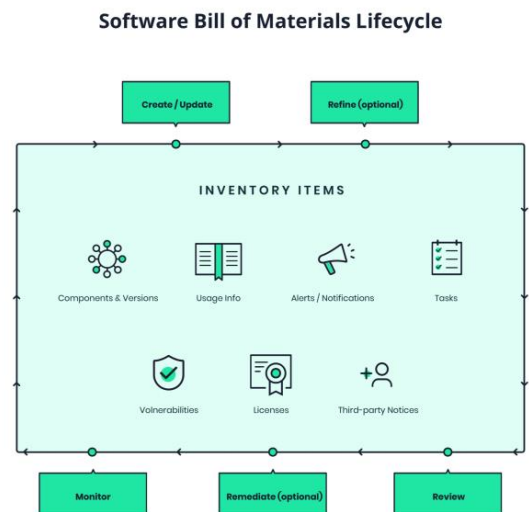 Software Bill of Materials Lifecycle
Create / Update
Refine (optional)
INVENTORY ITEMS
Components & Versions
Usage Info
Alerts / Notifications
Tasks
Volnerabilities
Licenses
Third-party Notices
Monitor
Remediate (optional)
Review